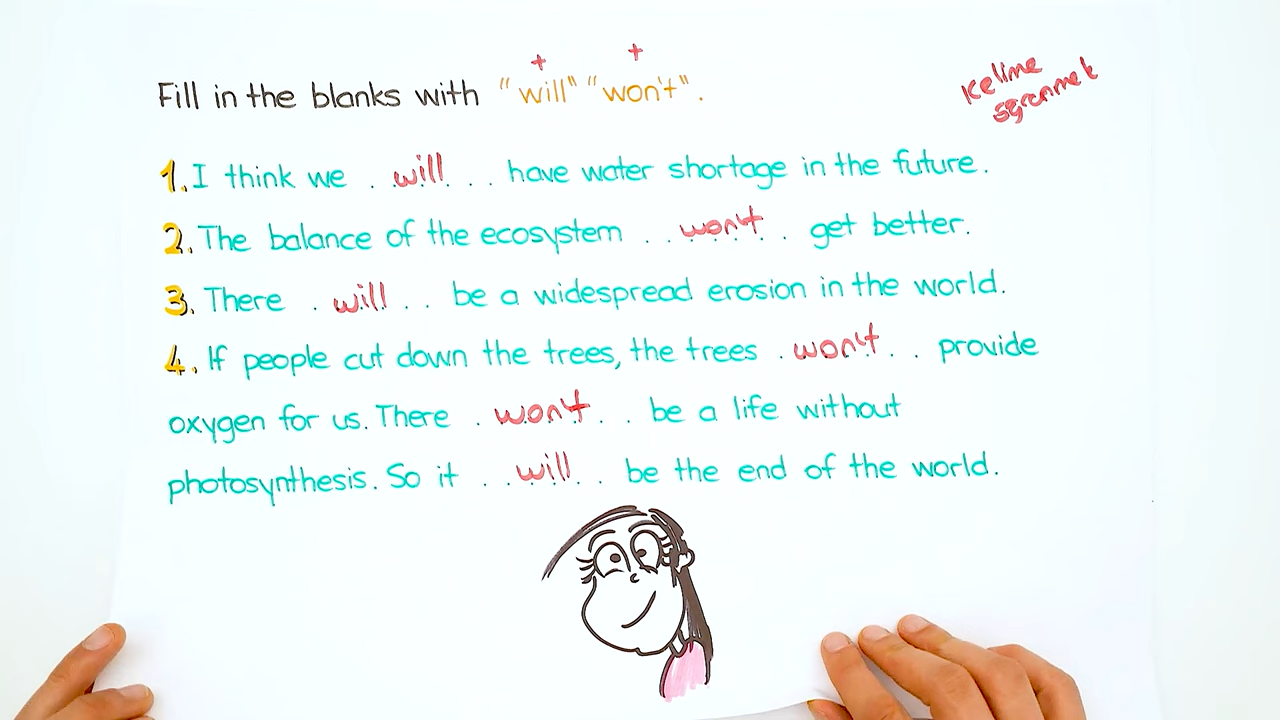 + +
Fill in the blanks with "will" "won't".
Kelime
1. I think we . will . . have water shortage in the future.
2. The balance of the ecosystem . . won't . get better.
3. There . will . . be a widespread erosion in the world.
4. If people cut down the trees, the trees . won't . . provide
oxygen for us. There . won't . . be a life without
photosynthesis. So it . . will . . be the end of the world.